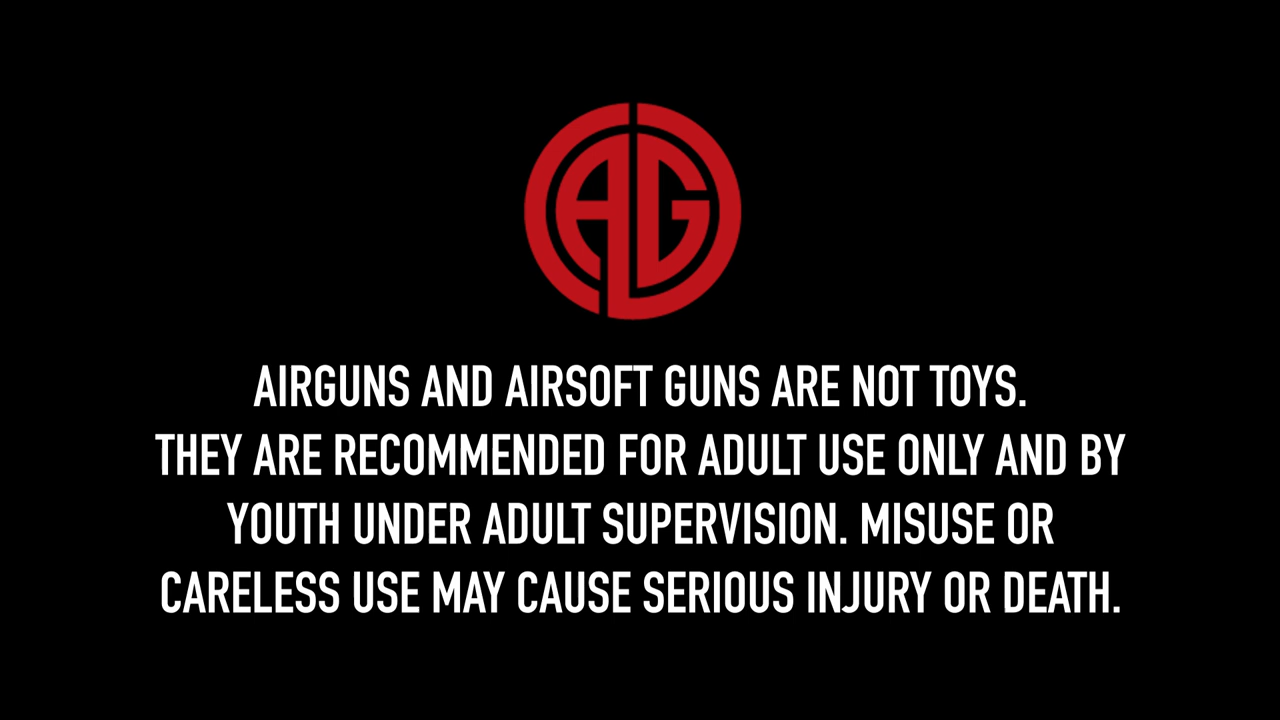 AG
AIRGUNS AND AIRSOFT GUNS ARE NOT TOYS.
THEY ARE RECOMMENDED FOR ADULT USE ONLY AND BY
YOUTH UNDER ADULT SUPERVISION. MISUSE OR
CARELESS USE MAY CAUSE SERIOUS INJURY OR DEATH.